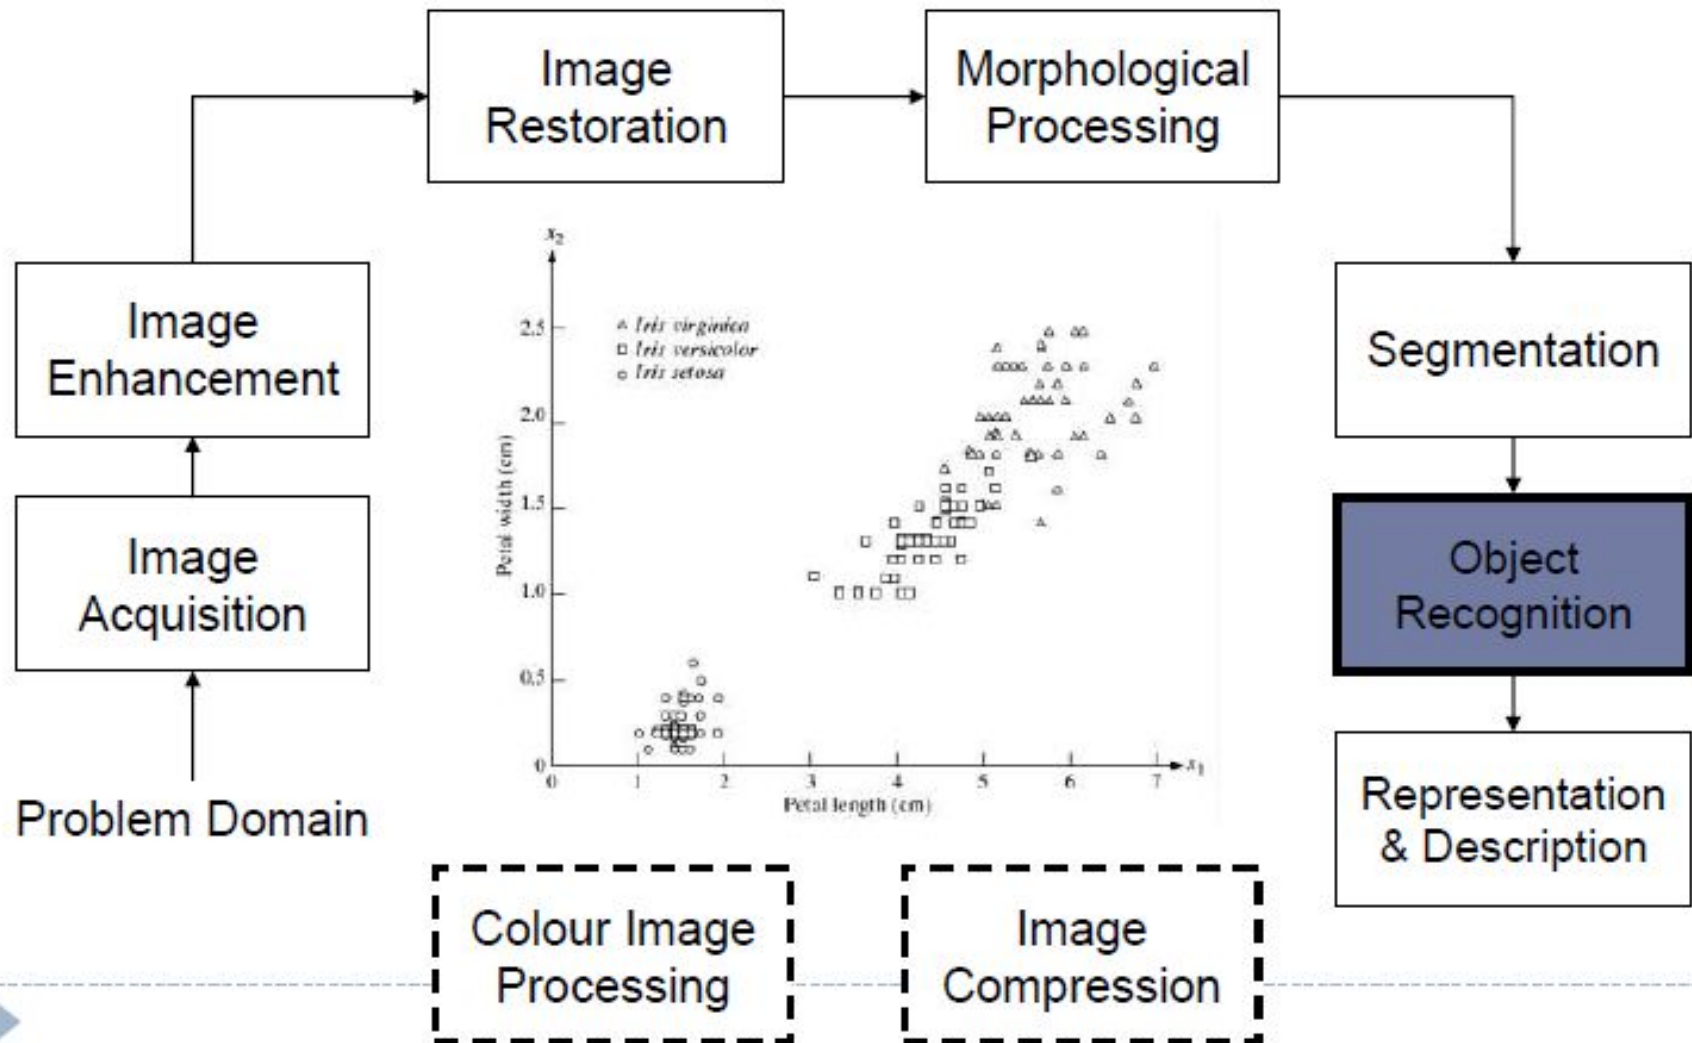 Image
Restoration
Morphological
Processing
Image
Enhancement
Segmentation
Image
Acquisition
Object
Recognition
Problem Domain
Representation
& Description
x2
2.5
2.0
1.5
1.0
0.5
0
Petal width (cm)
△ Iris virginica
□ Iris versicolor
○ Iris setosa
0 1 2 3 4 5 6 7 x1
Petal length (cm)
Colour Image
Processing
Image
Compression